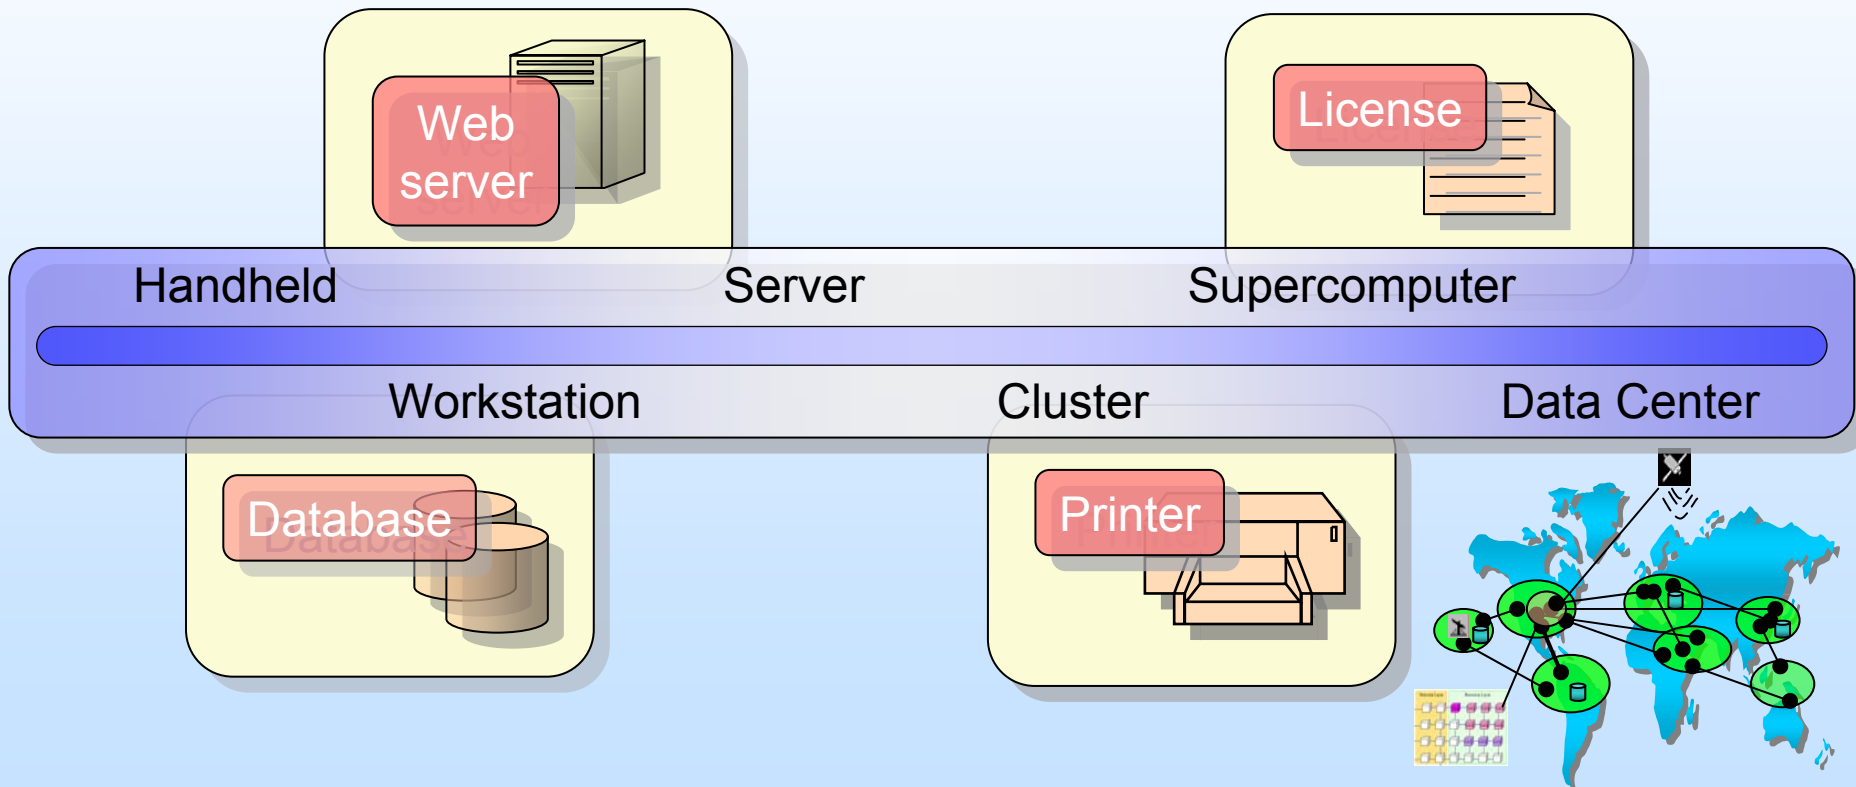 Web
server
License
Handheld
Server
Supercomputer
Workstation
Cluster
Data Center
Database
Printer